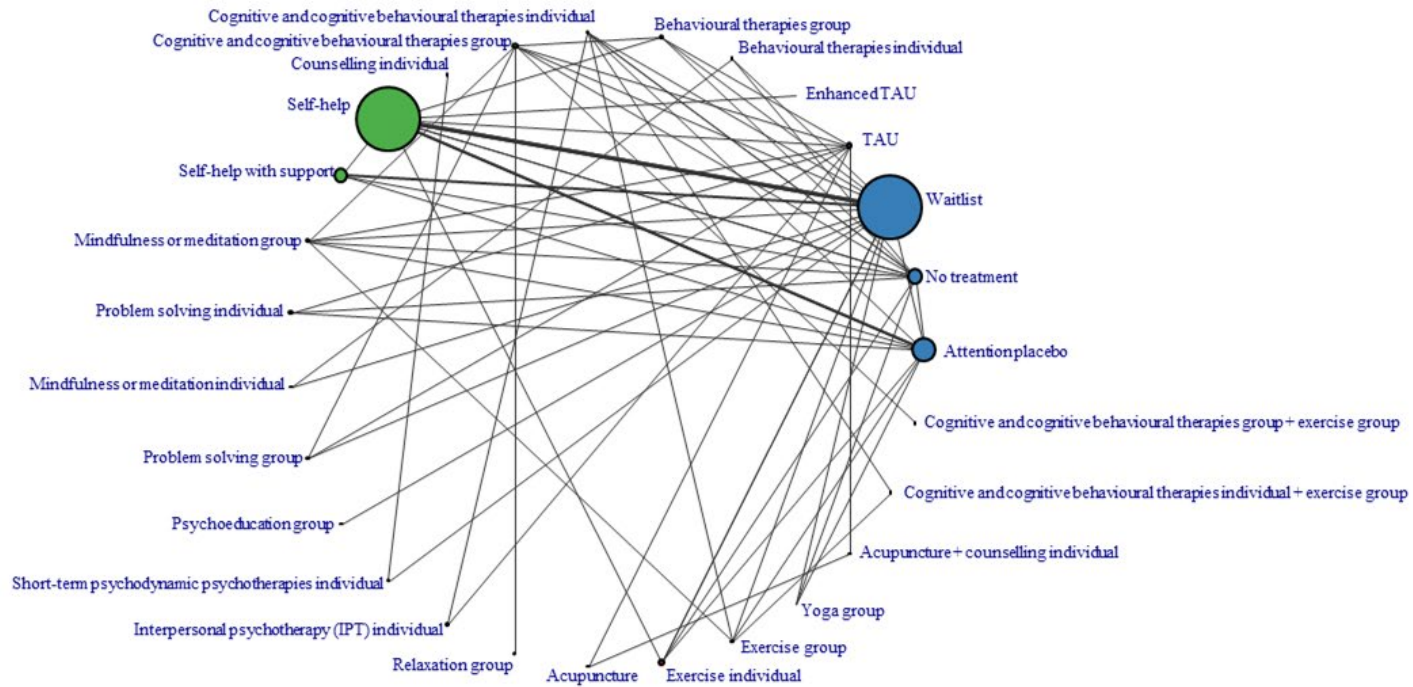 Cognitive and cognitive behavioural therapies individual
Behavioural therapies group
Cognitive and cognitive behavioural therapies group
Behavioural therapies individual
Counselling individual
Enhanced TAU
Self-help
TAU
Self-help with support
Waitlist
Mindfulness or meditation group
No treatment
Problem solving individual
Attention placebo
Mindfulness or meditation individual
Cognitive and cognitive behavioural therapies group + exercise group
Problem solving group
Cognitive and cognitive behavioural therapies individual + exercise group
Psychoeducation group
Acupuncture + counselling individual
Short-term psychodynamic psychotherapies individual
Yoga group
Interpersonal psychotherapy (IPT) individual
Exercise group
Relaxation group
Acupuncture
Exercise individual